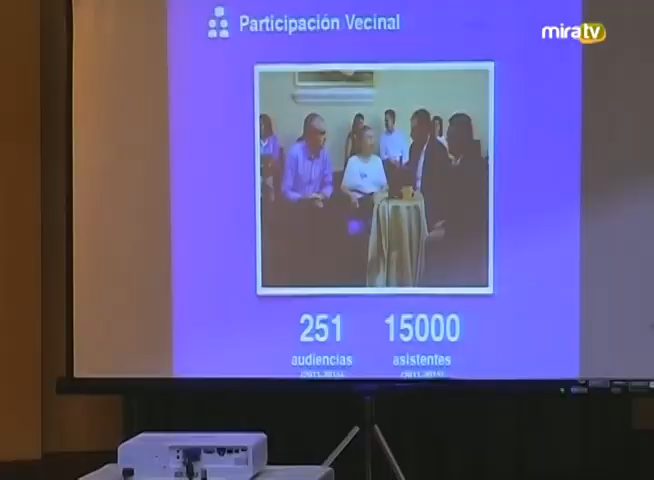 Participación Vecinal
miratv
251 15000
audiencias asistentes